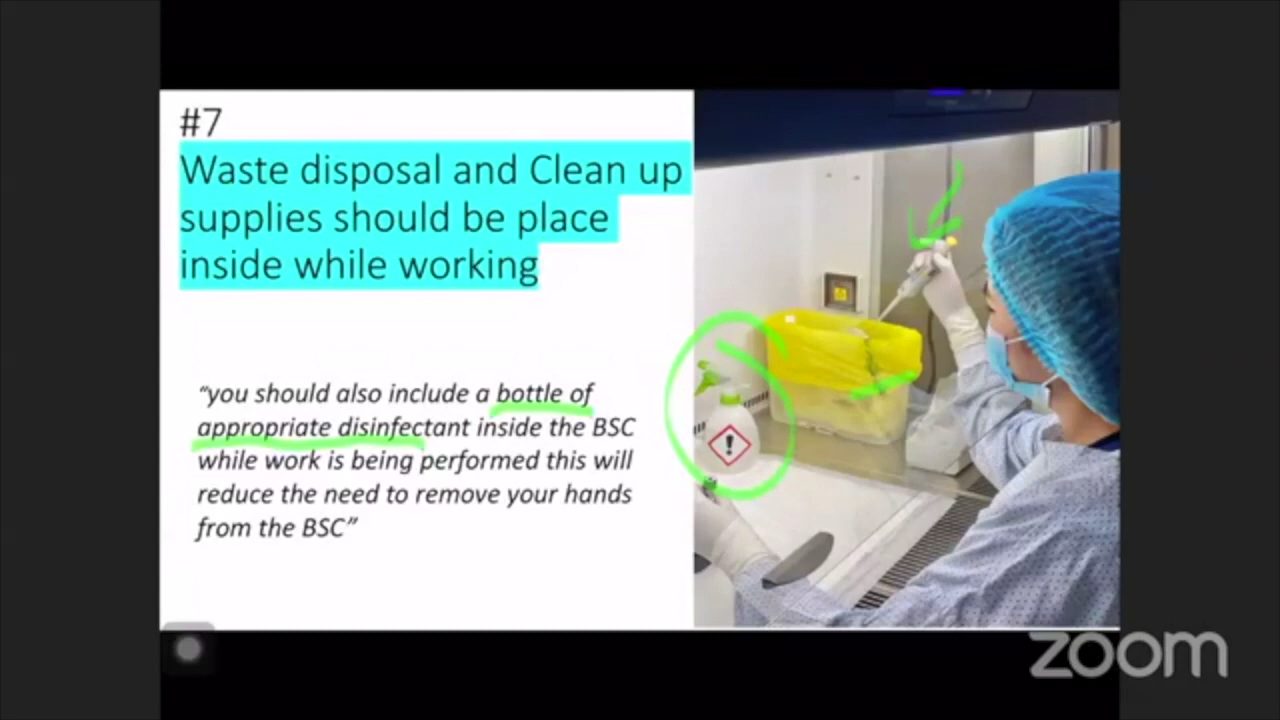 #7
Waste disposal and Clean up
supplies should be place
inside while working
“you should also include a bottle of
appropriate disinfectant inside the BSC
while work is being performed this will
reduce the need to remove your hands
from the BSC”
!
zoom